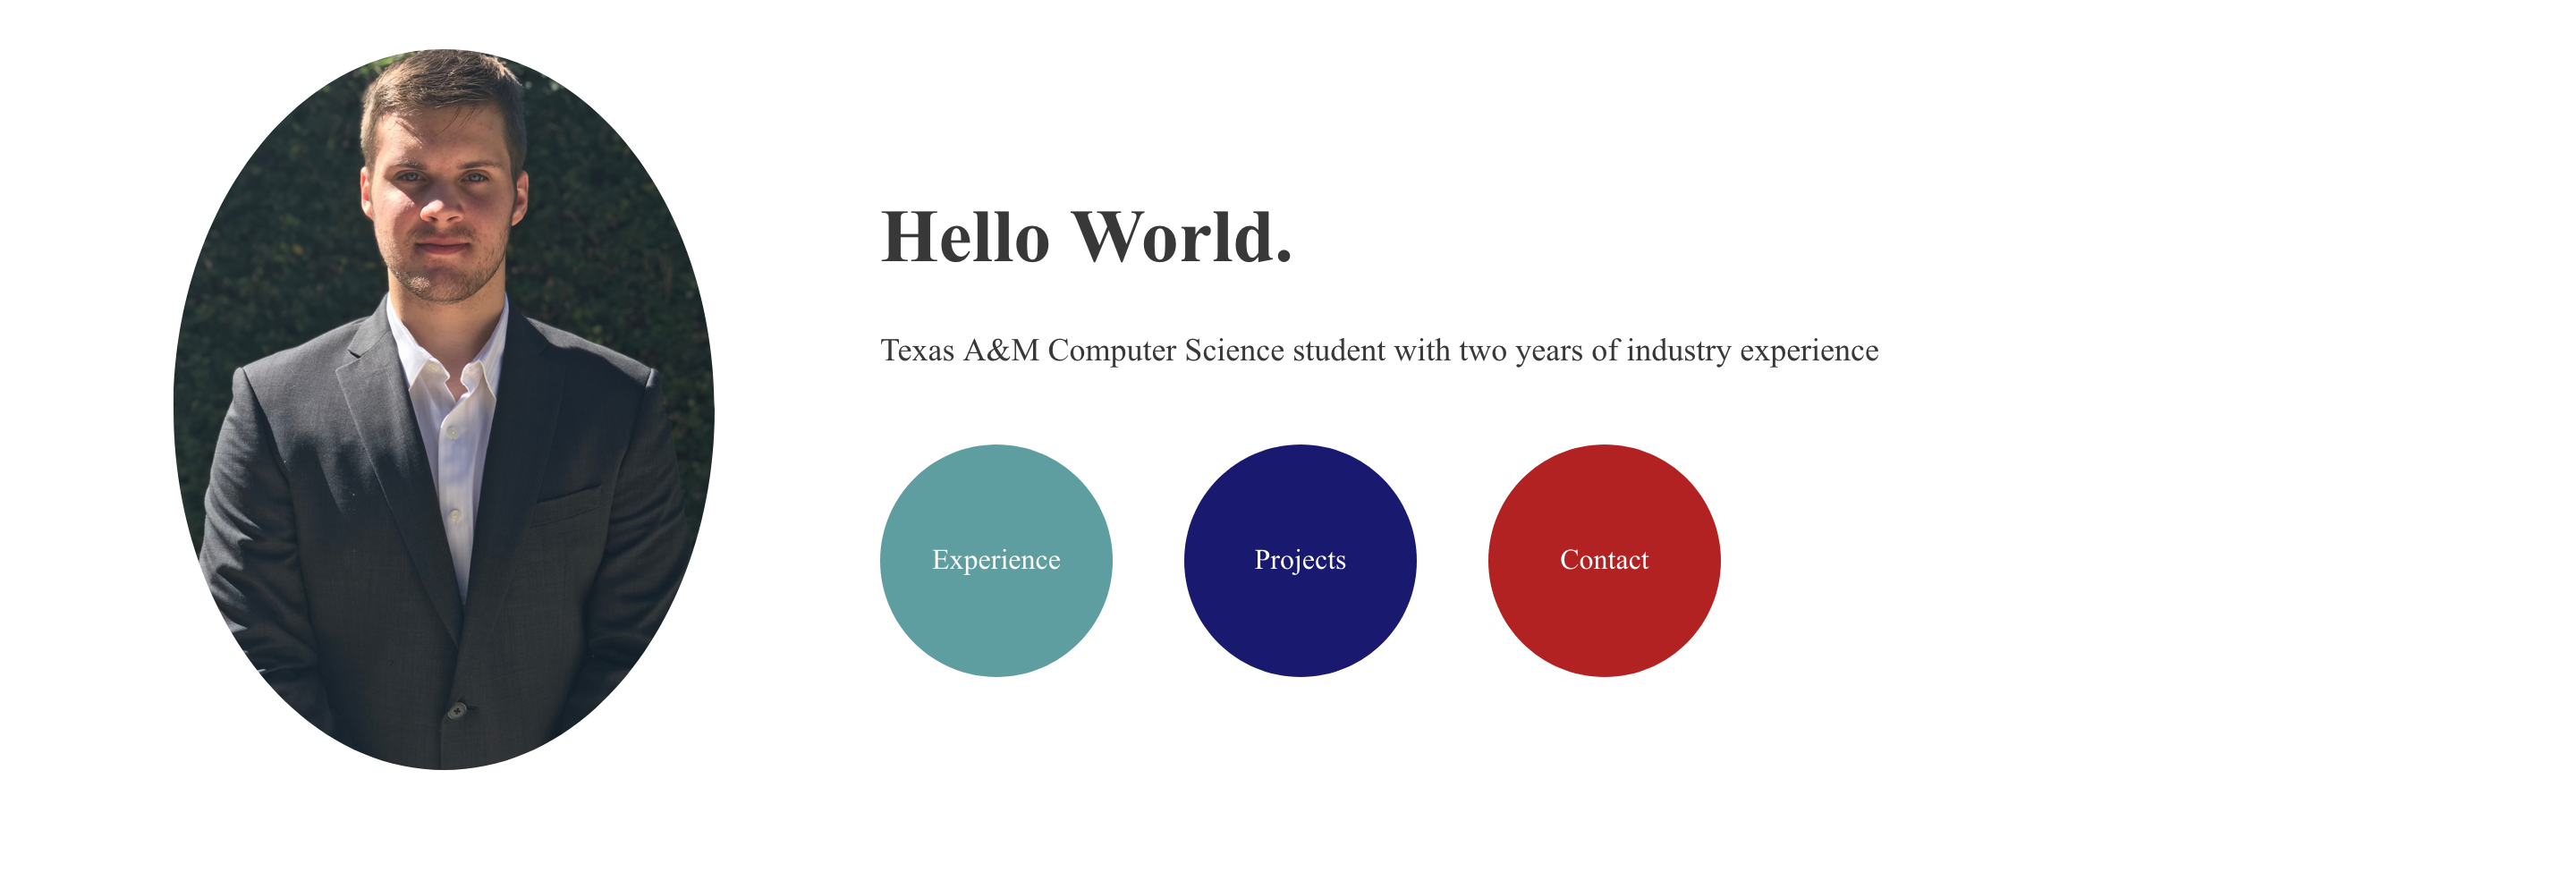 Hello World.
Texas A&M Computer Science student with two years of industry experience
Experience
Projects
Contact